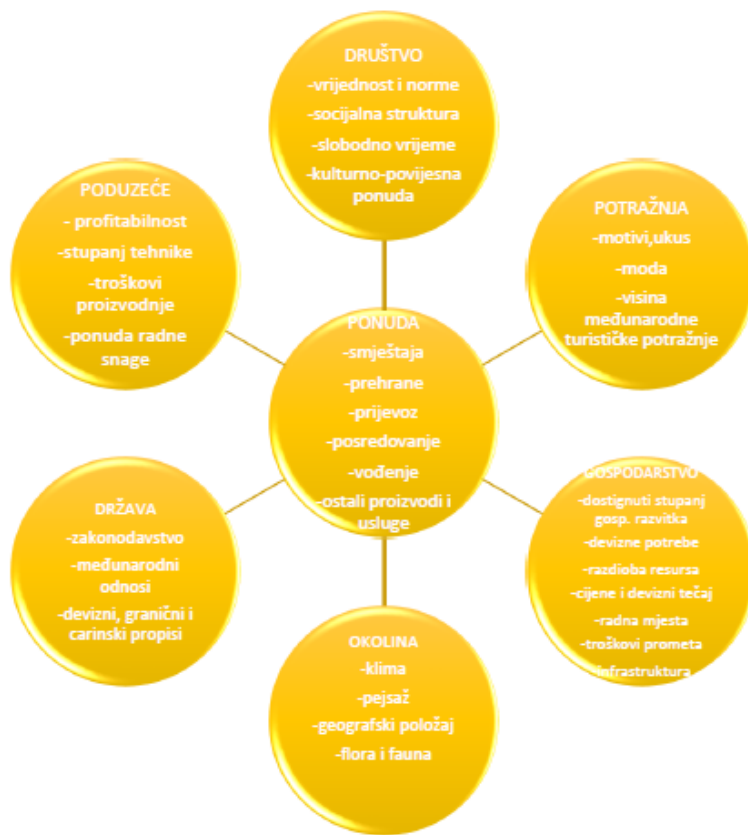 DRUŠTVO
-vrijednost i norme
-socijalna struktura
-slobodno vrijeme
-kulturno-povijesna
ponuda
POTRAŽNJA
-motivi,ukus
-moda
-visina
međunarodne
turističke potražnje
GOSPODARSTVO
-dostignuti stupanj
gosp. razvitka
-devizne potrebe
-razdioba resursa
-cijene i devizni tečaj
-radna mjesta
-troškovi prometa
-infrastruktura
OKOLINA
-klima
-pejsaž
-geografski položaj
-flora i fauna
DRŽAVA
-zakonodavstvo
-međunarodni
odnosi
-devizni, granični i
carinski propisi
PODUZEĆE
- profitabilnost
-stupanj tehnike
-troškovi
proizvodnje
-ponuda radne
snage
PONUDA
-smještaja
-prehrane
-prijevoz
-posredovanje
-vođenje
-ostali proizvodi i
usluge